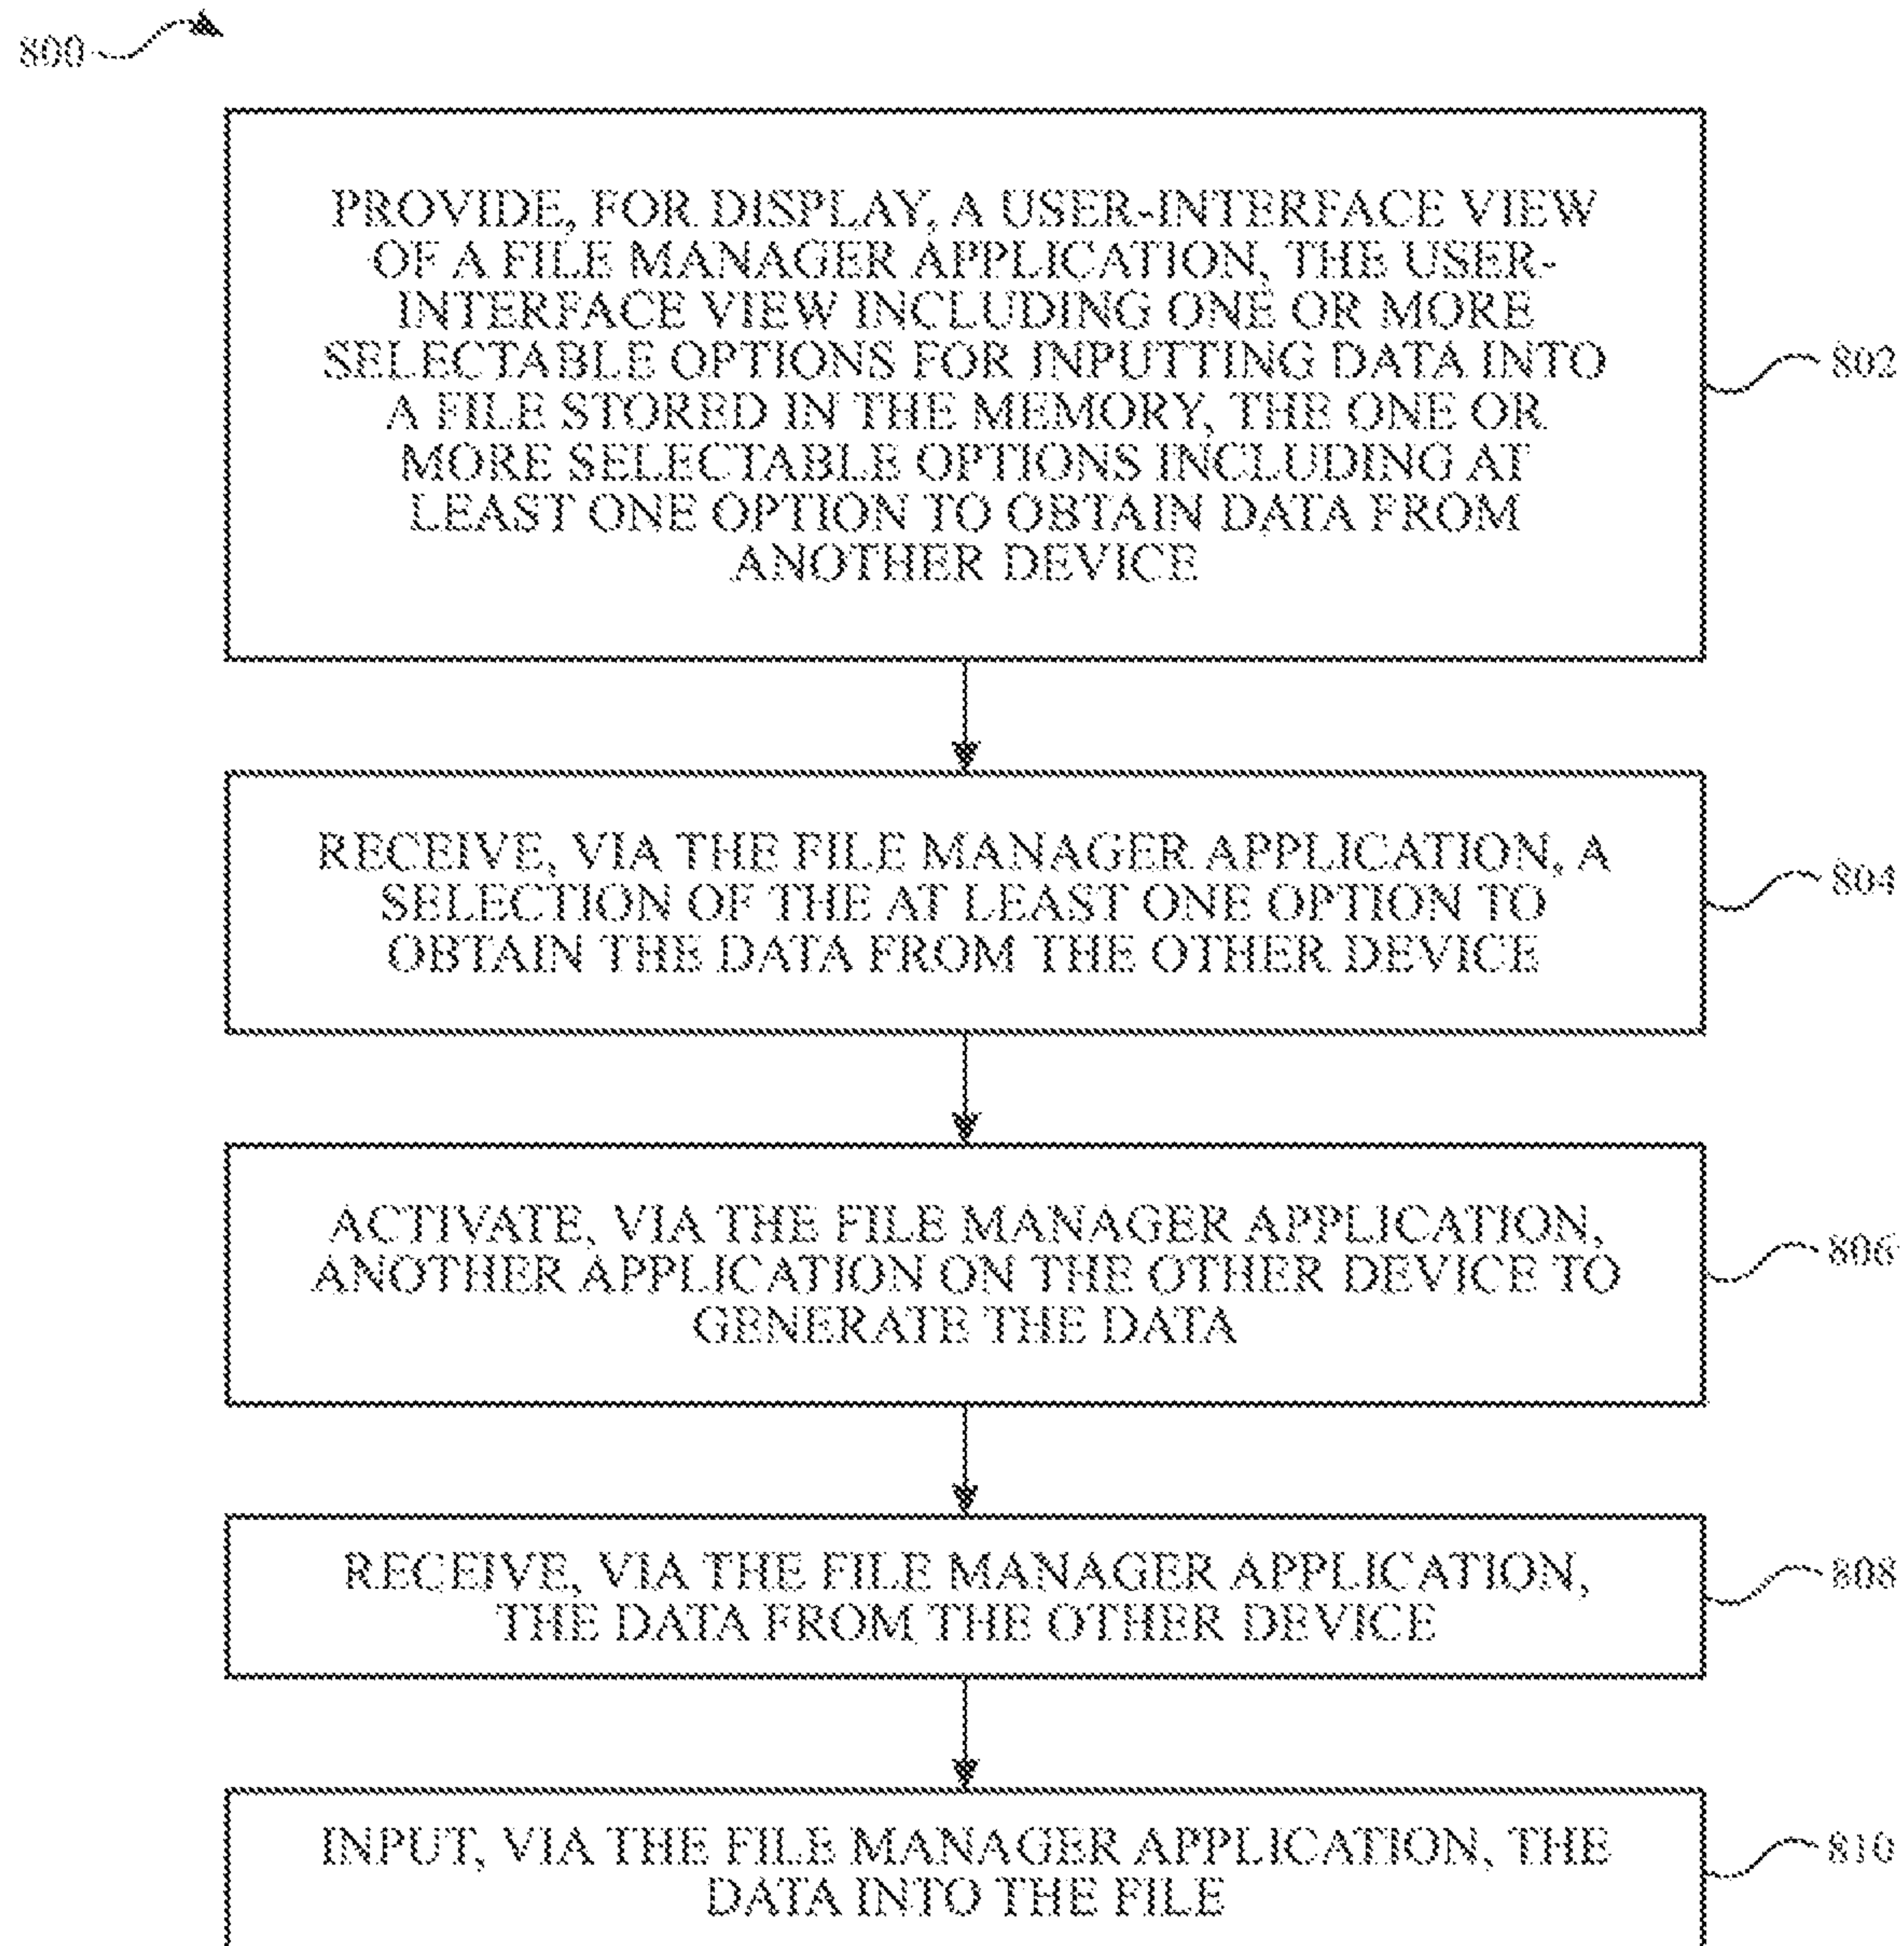 800
PROVIDE, FOR DISPLAY, A USER-INTERFACE VIEW
OF A FILE MANAGER APPLICATION, THE USER-
INTERFACE VIEW INCLUDING ONE OR MORE
SELECTABLE OPTIONS FOR INPUTTING DATA INTO
A FILE STORED IN THE MEMORY, THE ONE OR
MORE SELECTABLE OPTIONS INCLUDING AT
LEAST ONE OPTION TO OBTAIN DATA FROM
ANOTHER DEVICE
802
RECEIVE, VIA THE FILE MANAGER APPLICATION, A
SELECTION OF THE AT LEAST ONE OPTION TO
OBTAIN THE DATA FROM THE OTHER DEVICE
804
ACTIVATE, VIA THE FILE MANAGER APPLICATION,
ANOTHER APPLICATION ON THE OTHER DEVICE TO
GENERATE THE DATA
806
RECEIVE, VIA THE FILE MANAGER APPLICATION,
THE DATA FROM THE OTHER DEVICE
808
INPUT, VIA THE FILE MANAGER APPLICATION, THE
DATA INTO THE FILE
810